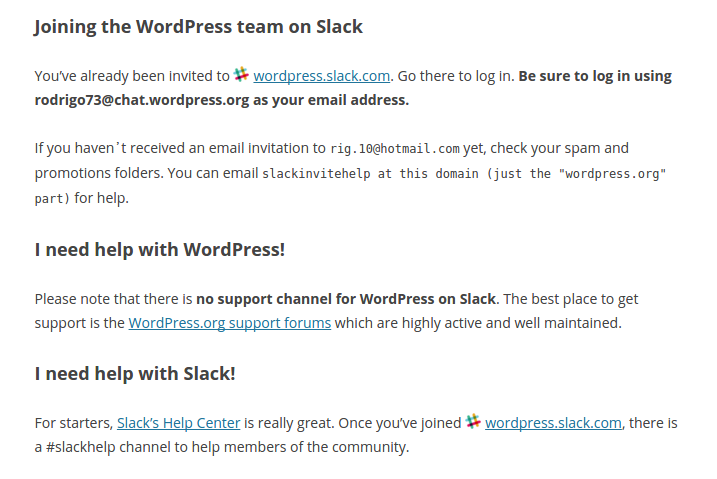 Joining the WordPress team on Slack
You’ve already been invited to wordpress.slack.com. Go there to log in. Be sure to log in using
rodrigo73@chat.wordpress.org as your email address.
If you haven’t received an email invitation to rig.10@hotmail.com yet, check your spam and
promotions folders. You can email slackinvitehelp at this domain (just the "wordpress.org"
part) for help.
I need help with WordPress!
Please note that there is no support channel for WordPress on Slack. The best place to get
support is the WordPress.org support forums which are highly active and well maintained.
I need help with Slack!
For starters, Slack’s Help Center is really great. Once you’ve joined wordpress.slack.com, there is
a #slackhelp channel to help members of the community.